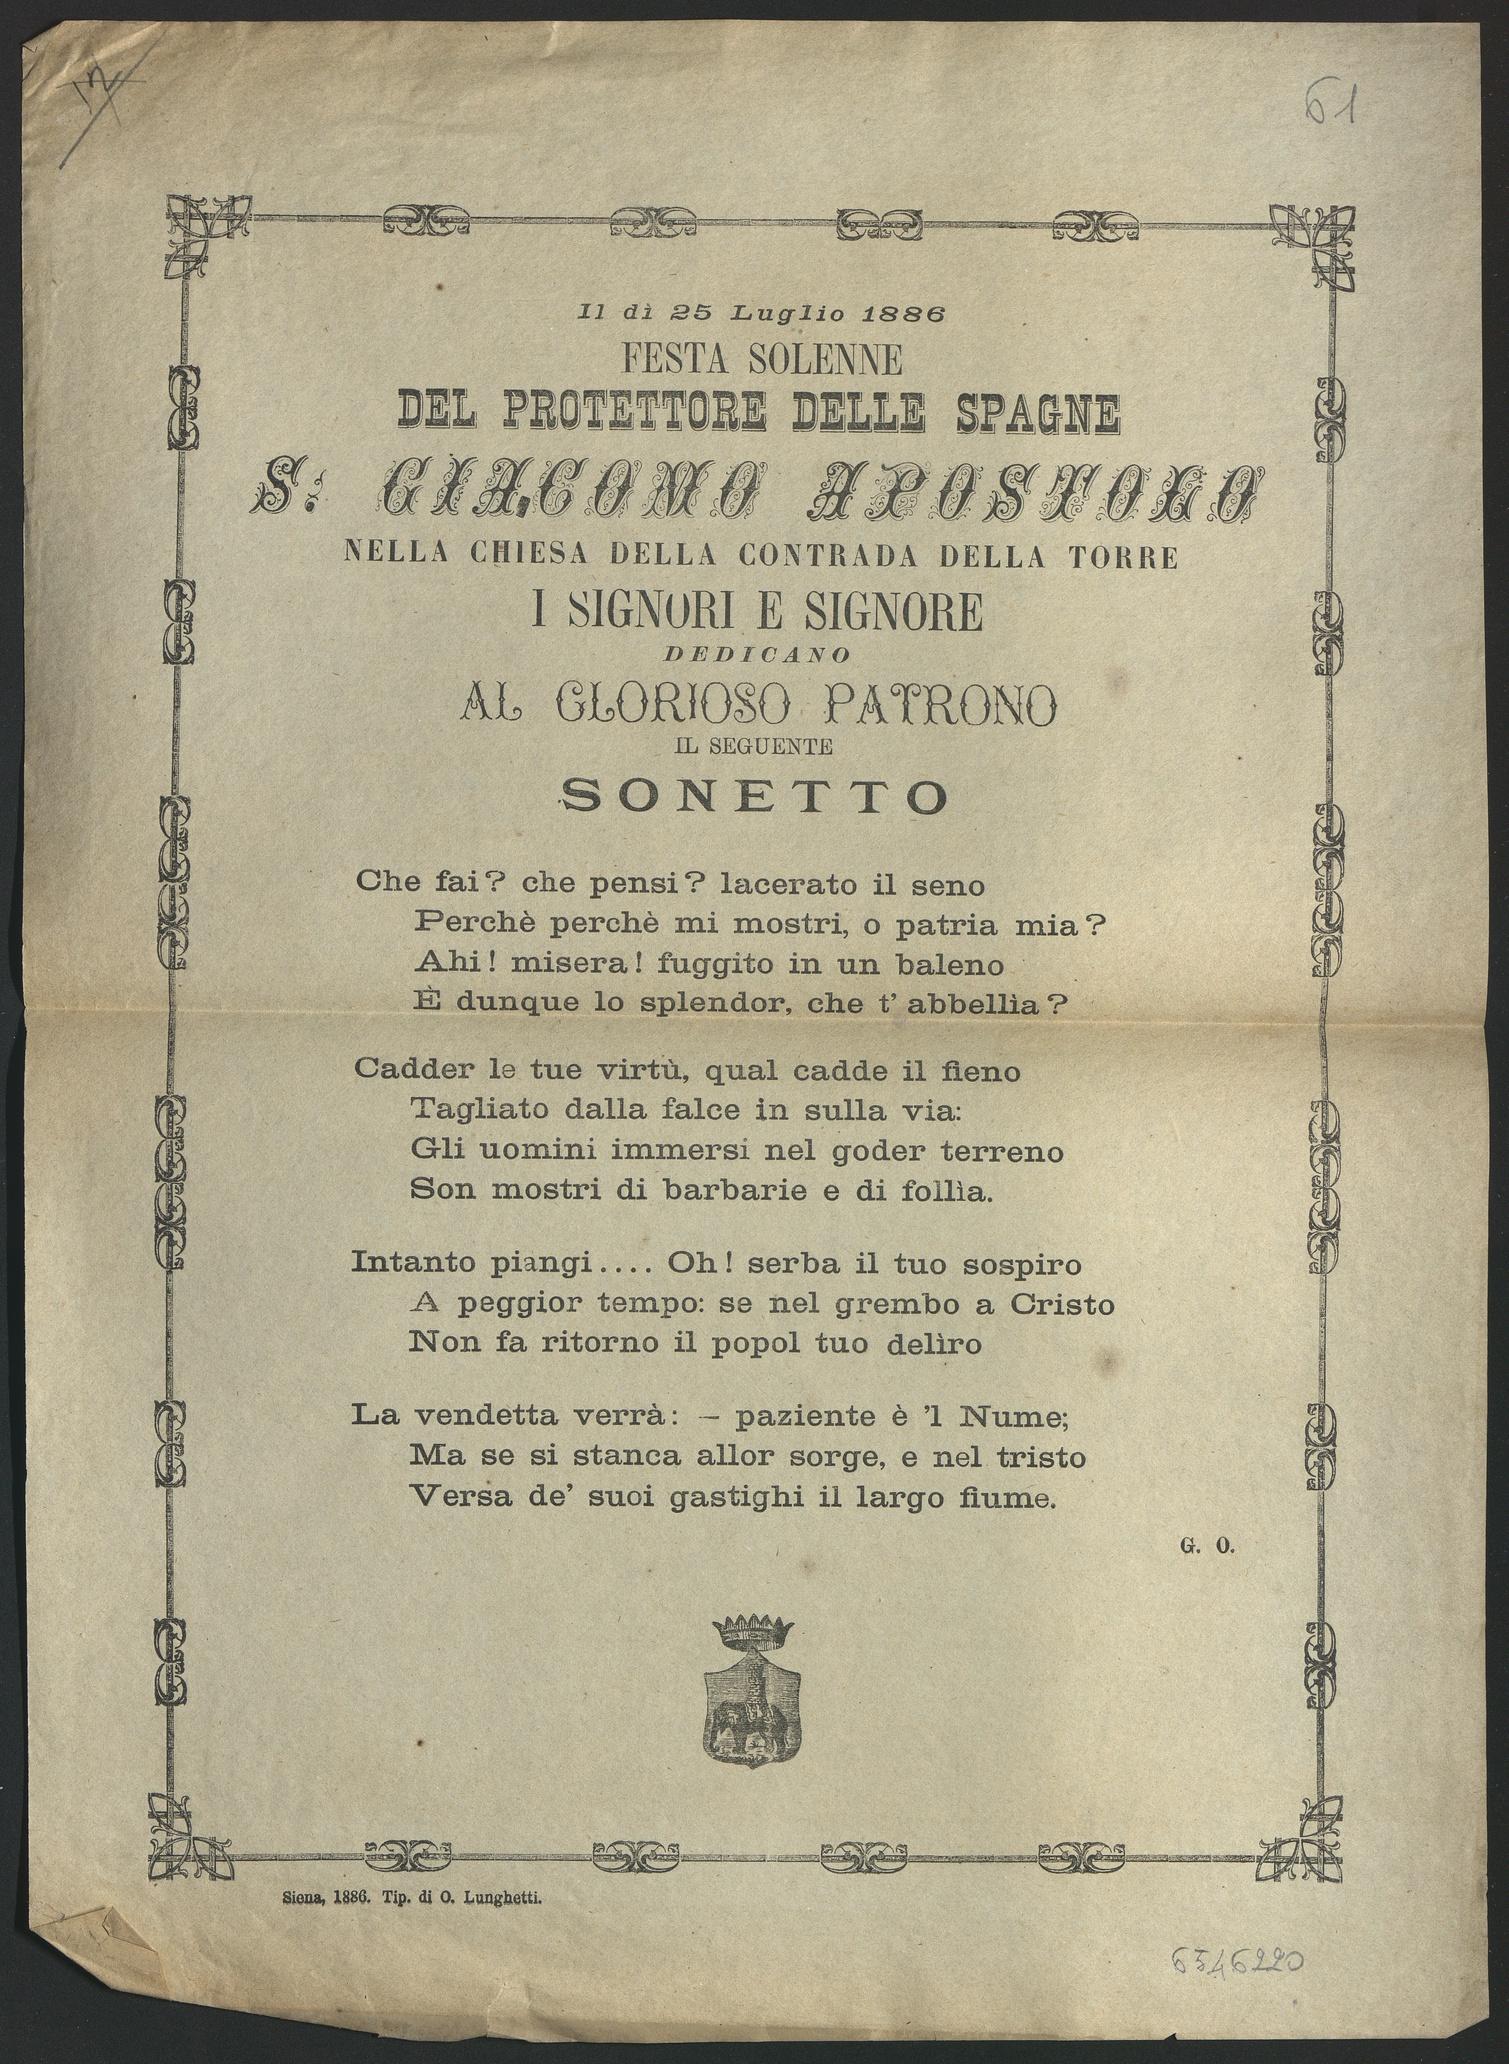 12
61
Il dì 25 Luglio 1886
FESTA SOLENNE
DEL PROTETTORE DELLE SPAGNE
S. GIACOMO APOSTOLO
NELLA CHIESA DELLA CONTRADA DELLA TORRE
I SIGNORI E SIGNORE
DEDICANO
AL GLORIOSO PATRONO
IL SEGUENTE
SONETTO
Che fai? che pensi? lacerato il seno
Perchè perchè mi mostri, o patria mia?
Ahi! misera! fuggito in un baleno
È dunque lo splendor, che t' abbellìa?
Cadder le tue virtù, qual cadde il fieno
Tagliato dalla falce in sulla via:
Gli uomini immersi nel goder terreno
Son mostri di barbarie e di follìa.
Intanto piangi.... Oh! serba il tuo sospiro
A peggior tempo: se nel grembo a Cristo
Non fa ritorno il popol tuo delìro
La vendetta verrà: – paziente è 'l Nume;
Ma se si stanca allor sorge, e nel tristo
Versa de' suoi gastighi il largo fiume.
G. O.
Siena, 1886. Tip. di O. Lunghetti.
6546220